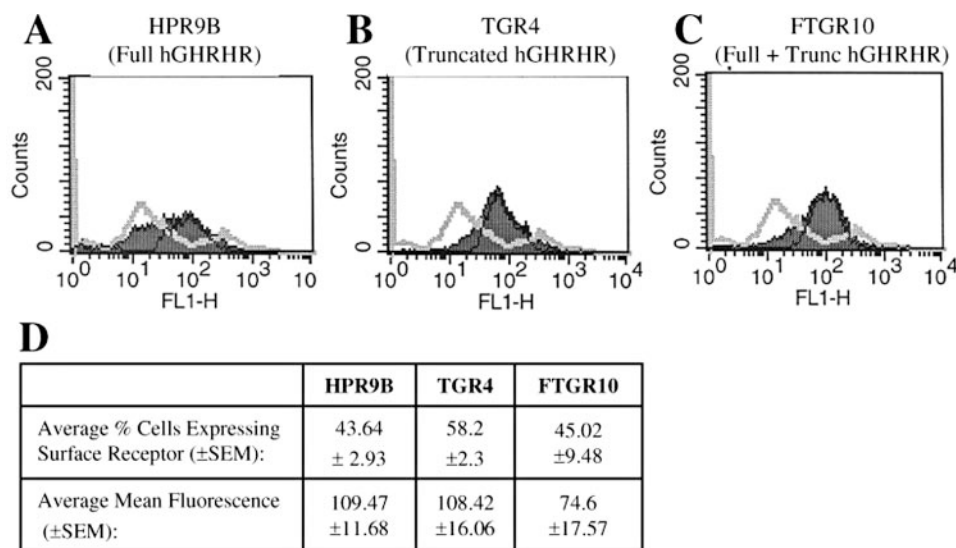 A
HPR9B
(Full hGHRHR)
200
Counts
0
10^0 10^1 10^2 10^3 10
FL1-H
B
TGR4
(Truncated hGHRHR)
200
Counts
0
10^0 10^1 10^2 10^3 10^4
FL1-H
C
FTGR10
(Full + Trunc hGHRHR)
200
Counts
0
10^0 10^1 10^2 10^3 10^4
FL1-H
D
HPR9B TGR4 FTGR10
Average % Cells Expressing
Surface Receptor (±SEM):
43.64 58.2 45.02
± 2.93 ±2.3 ±9.48
Average Mean Fluorescence
(±SEM):
109.47 108.42 74.6
±11.68 ±16.06 ±17.57